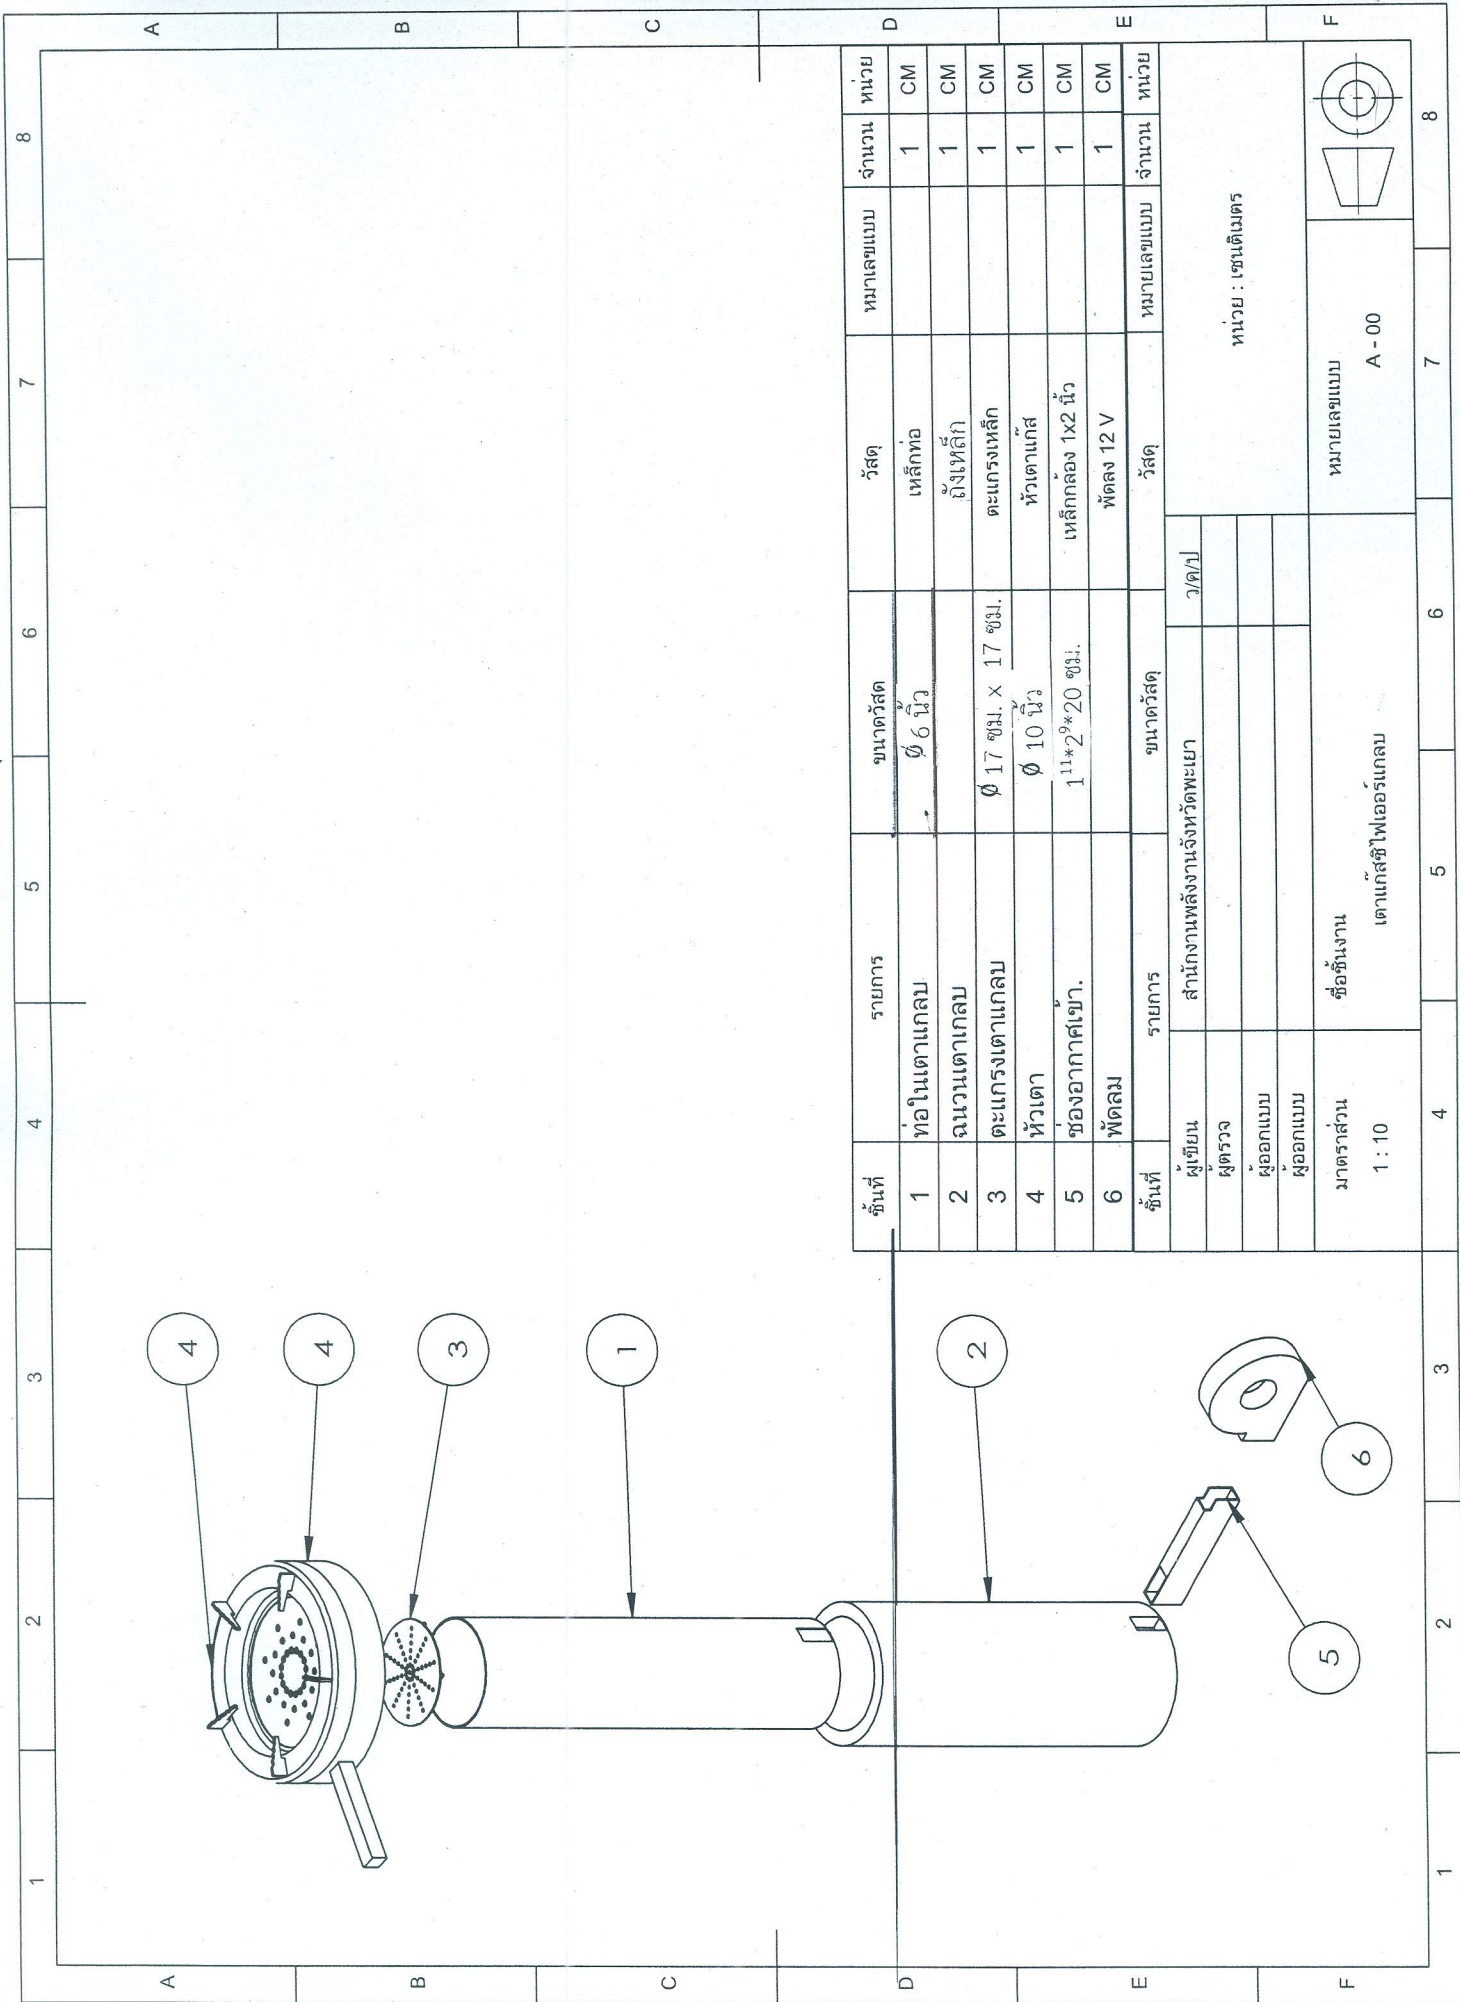 1 2 3 4 5 6 7 8
A A
B B
C C
D D
E E
F F
4
4
3
1
2
5
6
ชิ้นที่ รายการ ขนาดวัสด วัสดุ หมาเลขแบบ จำนวน หน่วย
1 ท่อในเตาแกลบ Ø 6 นิ้ว เหล็กท่อ 1 CM
2 ฉนวนเตาเกลบ ถังเหล็ก 1 CM
3 ตะแกรงเตาแกลบ Ø 17 ซม. x 17 ซม. ตะแกรงเหล็ก 1 CM
4 หัวเตา Ø 10 นิ้ว หัวเตาแก๊ส 1 CM
5 ช่องอากาศเข้า. 1¹¹*2⁹*20 ซม. เหล็กกล้อง 1x2 นิ้ว 1 CM
6 พัดลม พัดลง 12 V 1 CM
ชิ้นที่ รายการ ขนาดวัสดุ วัสดุ หมายเลขแบบ จำนวน หน่วย
ผู้เขียน สำนักงานพลังงานจังหวัดพะเยา ว/ด/ป
ผู้ตรวจ
ผู้ออกแบบ
ผู้ออกแบบ
หน่วย : เซนติเมตร
มาตราส่วน
1 : 10
ชื่อชิ้นงาน
เตาแก๊สชิไฟเออร์แกลบ
หมายเลขแบบ
A - 00
1 2 3 4 5 6 7 8